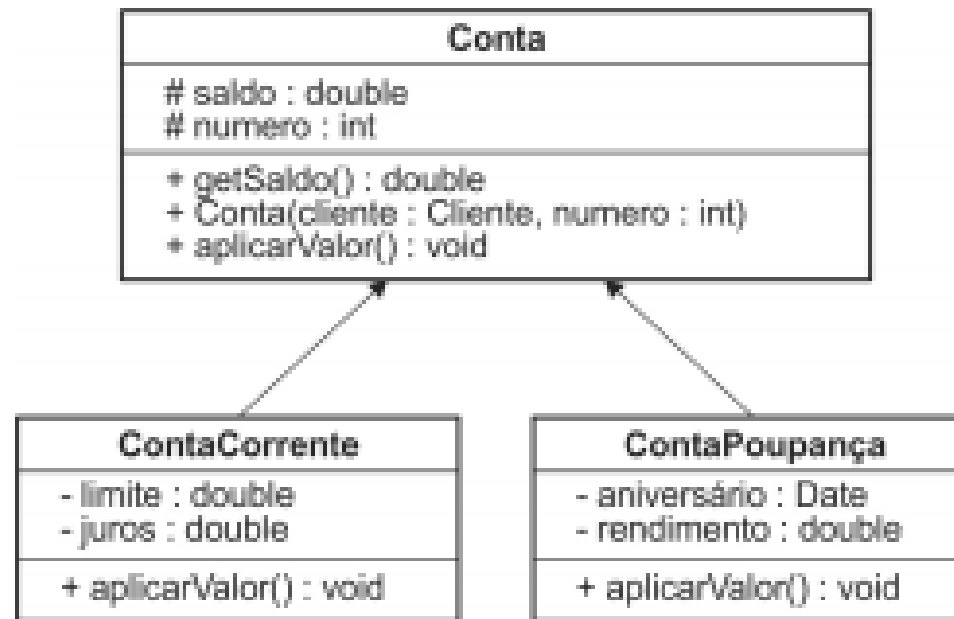 Conta
# saldo : double
# numero : int
+ getSaldo() : double
+ Conta(cliente : Cliente, numero : int)
+ aplicarValor() : void
ContaCorrente
- limite : double
- juros : double
+ aplicarValor() : void
ContaPoupança
- aniversário : Date
- rendimento : double
+ aplicarValor() : void